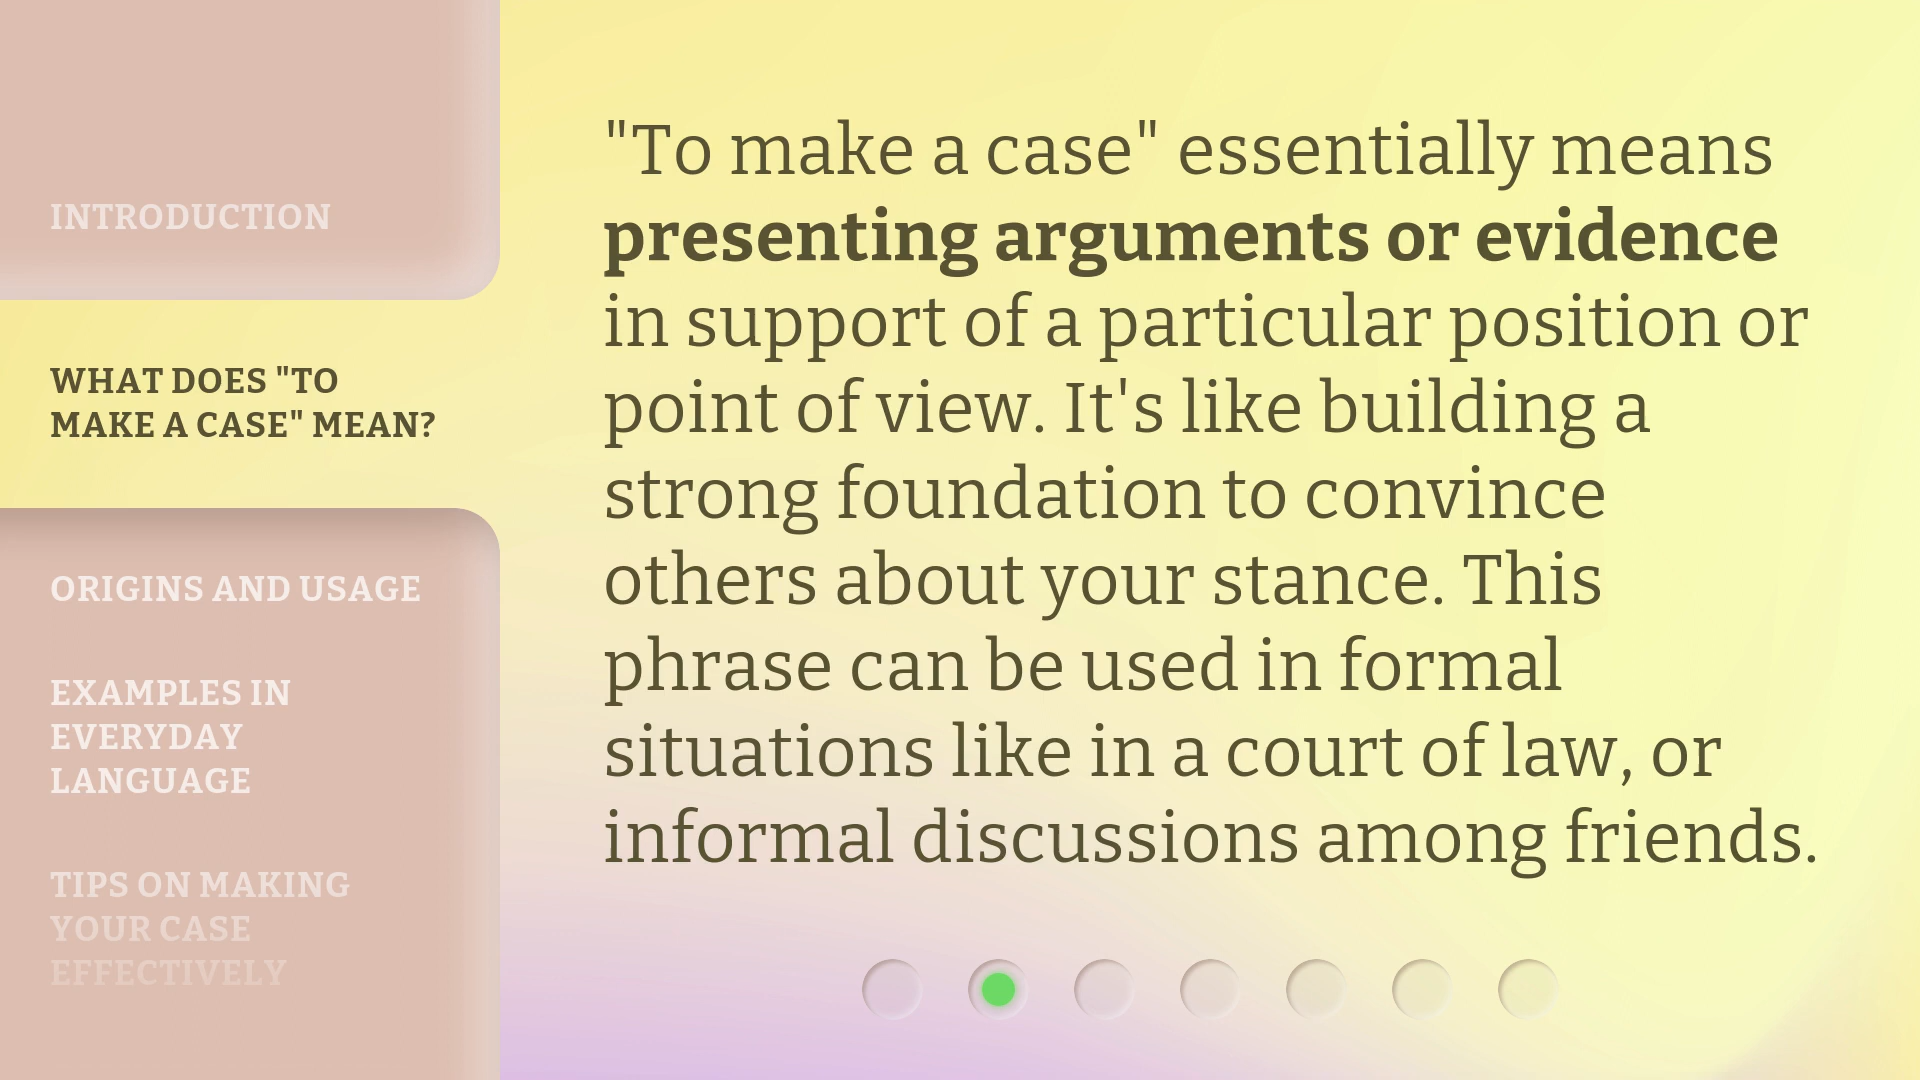 INTRODUCTION
WHAT DOES "TO
MAKE A CASE" MEAN?
ORIGINS AND USAGE
EXAMPLES IN
EVERYDAY
LANGUAGE
TIPS ON MAKING
YOUR CASE
EFFECTIVELY
"To make a case" essentially means
presenting arguments or evidence
in support of a particular position or
point of view. It's like building a
strong foundation to convince
others about your stance. This
phrase can be used in formal
situations like in a court of law, or
informal discussions among friends.